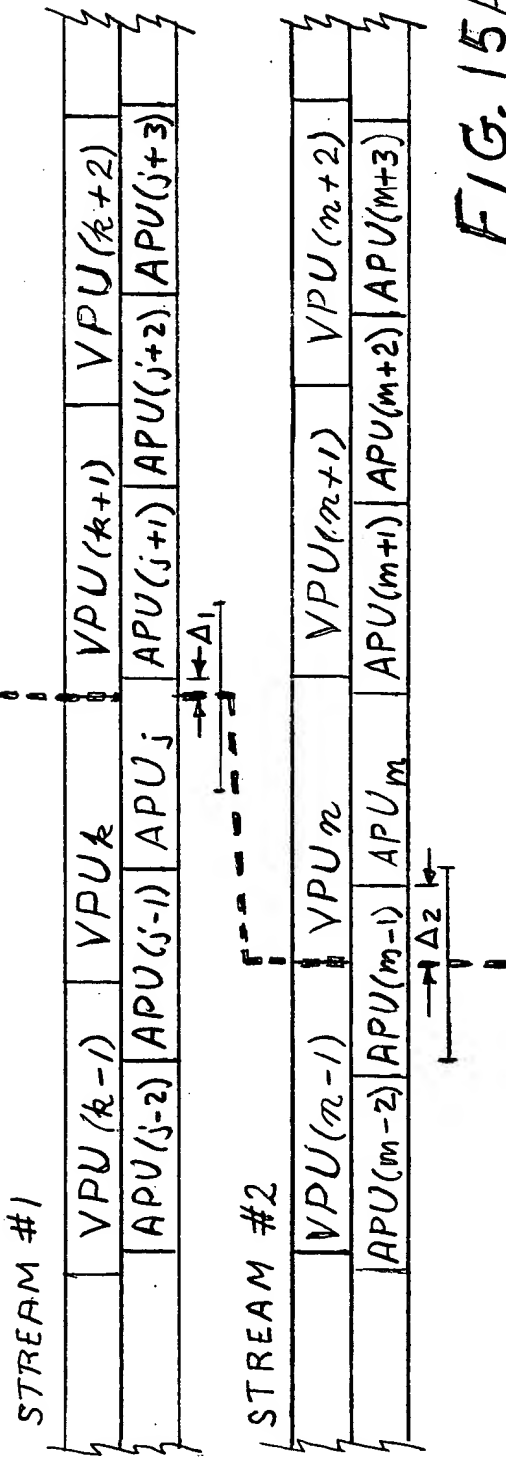 STREAM #1
VPU(k-1) VPUk VPU(k+1) VPU(k+2)
APU(j-2) APU(j-1) APUj APU(j+1) APU(j+2) APU(j+3)
Δ1
STREAM #2
VPU(n-1) VPUn VPU(n+1) VPU(n+2)
APU(m-2) APU(m-1) APUm APU(m+1) APU(m+2) APU(m+3)
Δ2
FIG. 15A